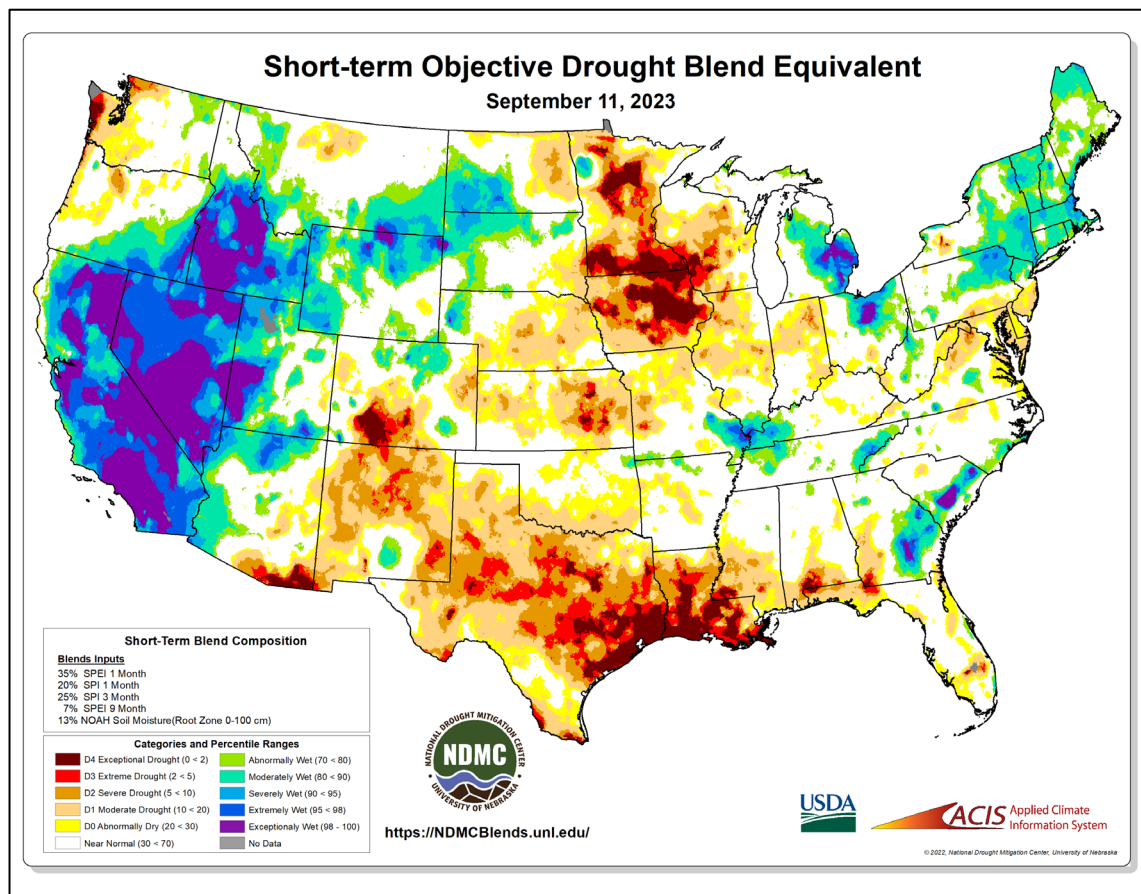 Short-term Objective Drought Blend Equivalent
September 11, 2023
Short-Term Blend Composition
Blends Inputs
35% SPEI 1 Month
20% SPI 1 Month
25% SPI 3 Month
7% SPEI 9 Month
13% NOAH Soil Moisture(Root Zone 0-100 cm)
Categories and Percentile Ranges
D4 Exceptional Drought (0 < 2)
D3 Extreme Drought (2 < 5)
D2 Severe Drought (5 < 10)
D1 Moderate Drought (10 < 20)
D0 Abnormally Dry (20 < 30)
Near Normal (30 < 70)
Abnormally Wet (70 < 80)
Moderately Wet (80 < 90)
Severely Wet (90 < 95)
Extremely Wet (95 < 98)
Exceptionaly Wet (98 - 100)
No Data
NATIONAL DROUGHT MITIGATION CENTER
NDMC
UNIVERSITY OF NEBRASKA
https://NDMCBlends.unl.edu/
USDA
ACIS Applied Climate
Information System
© 2022, National Drought Mitigation Center, University of Nebraska